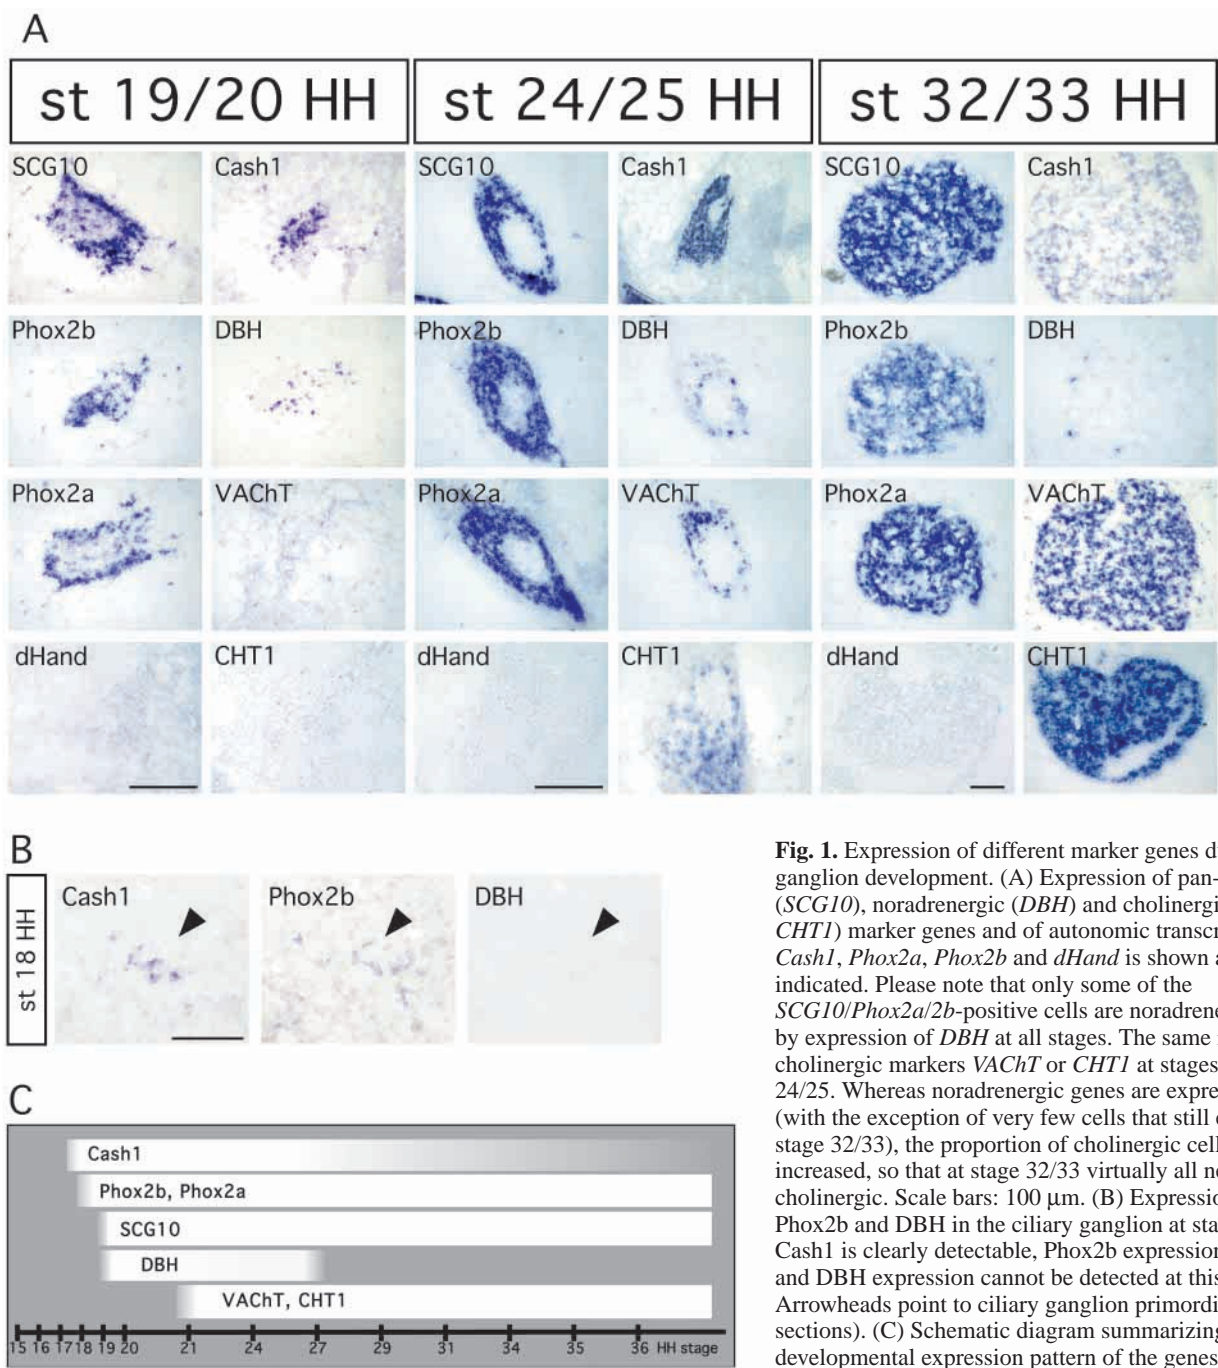 A
st 19/20 HH
st 24/25 HH
st 32/33 HH
SCG10
Cash1
SCG10
Cash1
SCG10
Cash1
Phox2b
DBH
Phox2b
DBH
Phox2b
DBH
Phox2a
VAChT
Phox2a
VAChT
Phox2a
VAChT
dHand
CHT1
dHand
CHT1
dHand
CHT1
B
st 18 HH
Cash1
Phox2b
DBH
C
Cash1
Phox2b, Phox2a
SCG10
DBH
VAChT, CHT1
15 16 17 18 19 20 21 24 27 29 31 34 35 36 HH stage
Fig. 1. Expression of different marker genes d
ganglion development. (A) Expression of pan-
(SCG10), noradrenergic (DBH) and cholinergi
CHT1) marker genes and of autonomic transcr
Cash1, Phox2a, Phox2b and dHand is shown a
indicated. Please note that only some of the
SCG10/Phox2a/2b-positive cells are noradrene
by expression of DBH at all stages. The same
cholinergic markers VAChT or CHT1 at stages
24/25. Whereas noradrenergic genes are expre
(with the exception of very few cells that still
stage 32/33), the proportion of cholinergic cell
increased, so that at stage 32/33 virtually all n
cholinergic. Scale bars: 100 μm. (B) Expressio
Phox2b and DBH in the ciliary ganglion at sta
Cash1 is clearly detectable, Phox2b expression
and DBH expression cannot be detected at this
Arrowheads point to ciliary ganglion primordi
sections). (C) Schematic diagram summarizing
developmental expression pattern of the genes